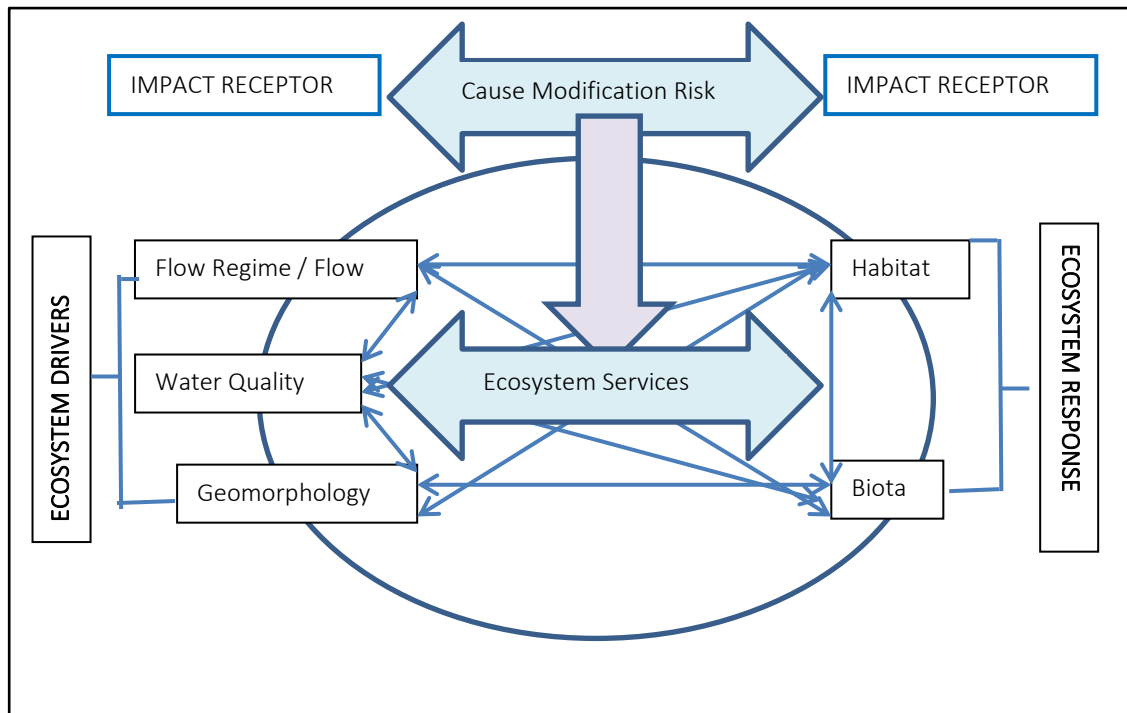 IMPACT RECEPTOR
Cause Modification Risk
IMPACT RECEPTOR
ECOSYSTEM DRIVERS
Flow Regime / Flow
Water Quality
Geomorphology
Ecosystem Services
Habitat
Biota
ECOSYSTEM RESPONSE